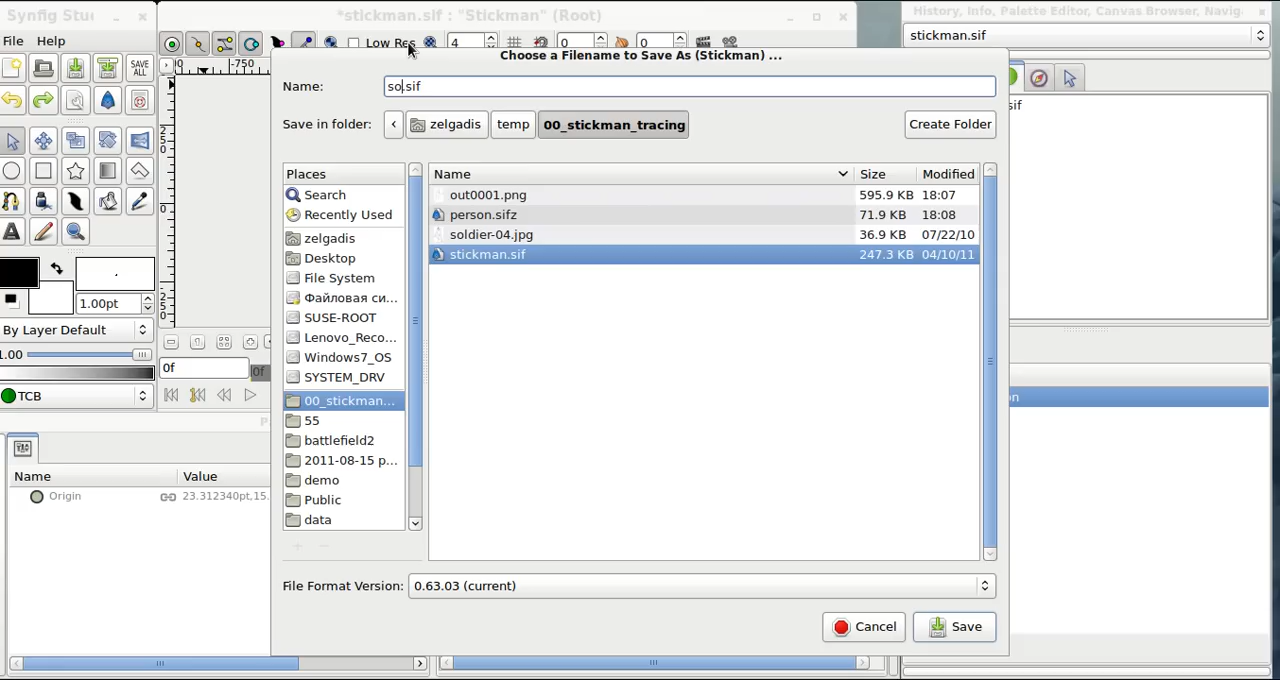 Synfig Stu
*stickman.sif : "Stickman" (Root)
History, Info, Palette Editor, Canvas Browser, Navig
File Help
Low Res
4
0
0
stickman.sif
SAVE
ALL
0
-750
Choose a Filename to Save As (Stickman) ...
Name:
so.sif
Save in folder:
zelgadis
temp
00_stickman_tracing
Create Folder
Places
Name
Size
Modified
Search
Recently Used
zelgadis
Desktop
File System
Файловая си...
SUSE-ROOT
Lenovo_Reco...
Windows7_OS
SYSTEM_DRV
00_stickman...
55
battlefield2
2011-08-15 p...
demo
Public
data
out0001.png 595.9 KB 18:07
person.sifz 71.9 KB 18:08
soldier-04.jpg 36.9 KB 07/22/10
stickman.sif 247.3 KB 04/10/11
File Format Version:
0.63.03 (current)
Cancel
Save
1.00pt
By Layer Default
1.00
TCB
0f
0f
Name
Value
Origin
23.312340pt,15.
sif
on